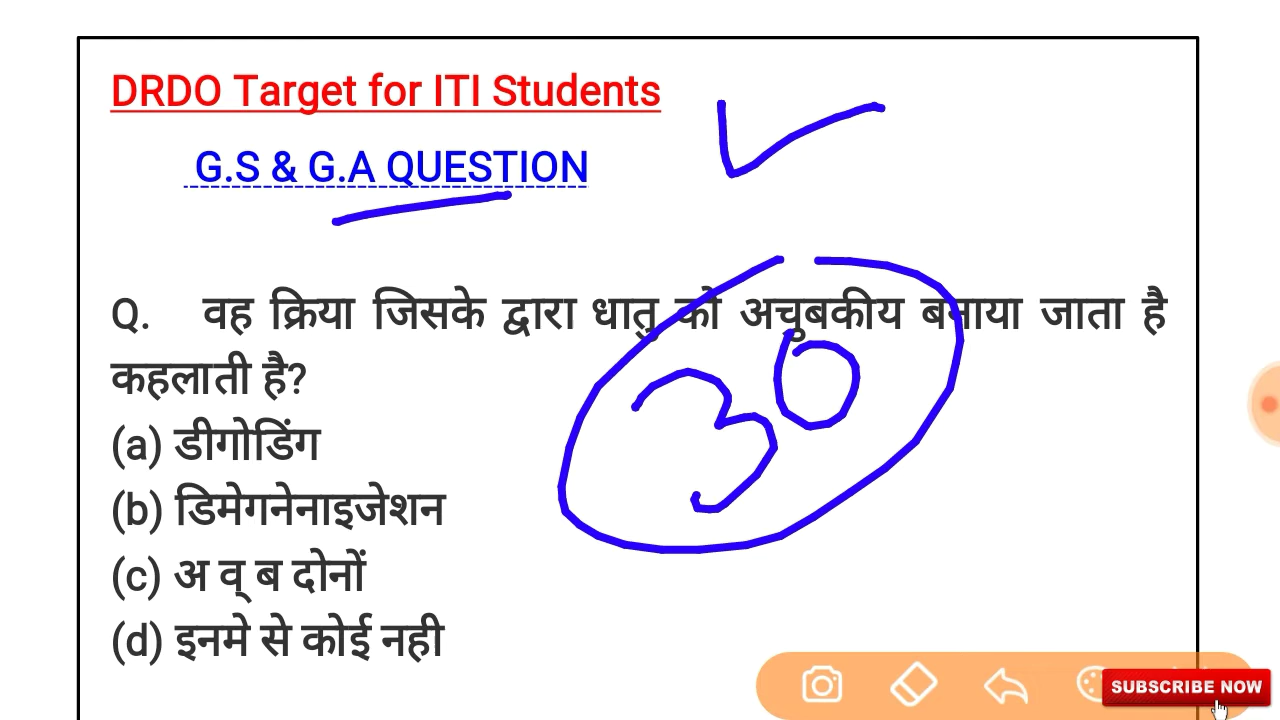 DRDO Target for ITI Students
G.S & G.A QUESTION
Q. वह क्रिया जिसके द्वारा धातु को अचुबकीय बनाया जाता है
कहलाती है?
30
(a) डीगोडिंग
(b) डिमेगनेनाइजेशन
(c) अ व् ब दोनों
(d) इनमे से कोई नही
SUBSCRIBE NOW